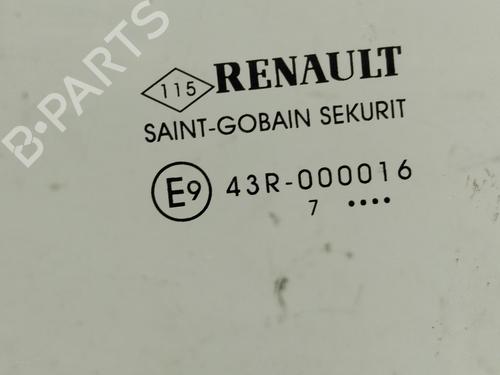 B-PARTS
115 RENAULT
SAINT-GOBAIN SEKURIT
E9 43R-000016
7 ••••